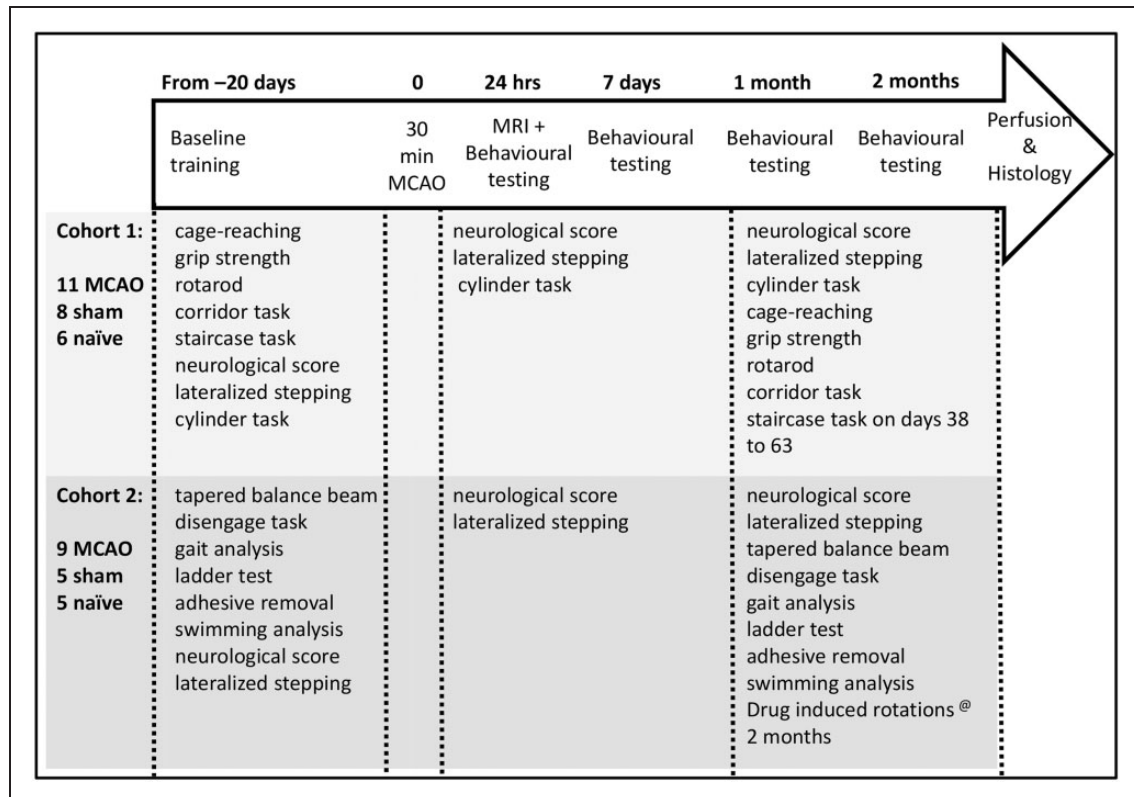 From –20 days 0 24 hrs 7 days 1 month 2 months
Baseline training
30 min MCAO
MRI + Behavioural testing
Behavioural testing
Behavioural testing
Behavioural testing
Perfusion & Histology
Cohort 1:
11 MCAO
8 sham
6 naïve
cage-reaching
grip strength
rotarod
corridor task
staircase task
neurological score
lateralized stepping
cylinder task
neurological score
lateralized stepping
cylinder task
neurological score
lateralized stepping
cylinder task
cage-reaching
grip strength
rotarod
corridor task
staircase task on days 38
to 63
Cohort 2:
9 MCAO
5 sham
5 naïve
tapered balance beam
disengage task
gait analysis
ladder test
adhesive removal
swimming analysis
neurological score
lateralized stepping
neurological score
lateralized stepping
neurological score
lateralized stepping
tapered balance beam
disengage task
gait analysis
ladder test
adhesive removal
swimming analysis
Drug induced rotations @
2 months